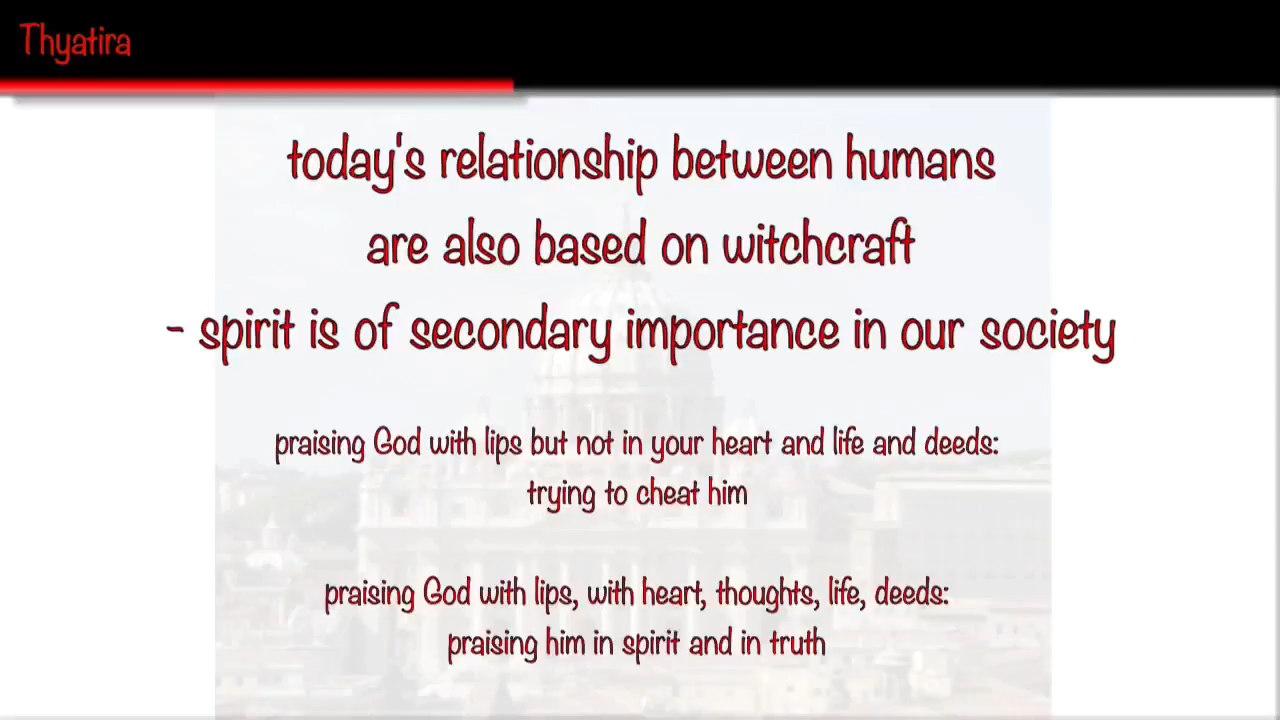 Thyatira
today's relationship between humans
are also based on witchcraft
- spirit is of secondary importance in our society
praising God with lips but not in your heart and life and deeds:
trying to cheat him
praising God with lips, with heart, thoughts, life, deeds:
praising him in spirit and in truth